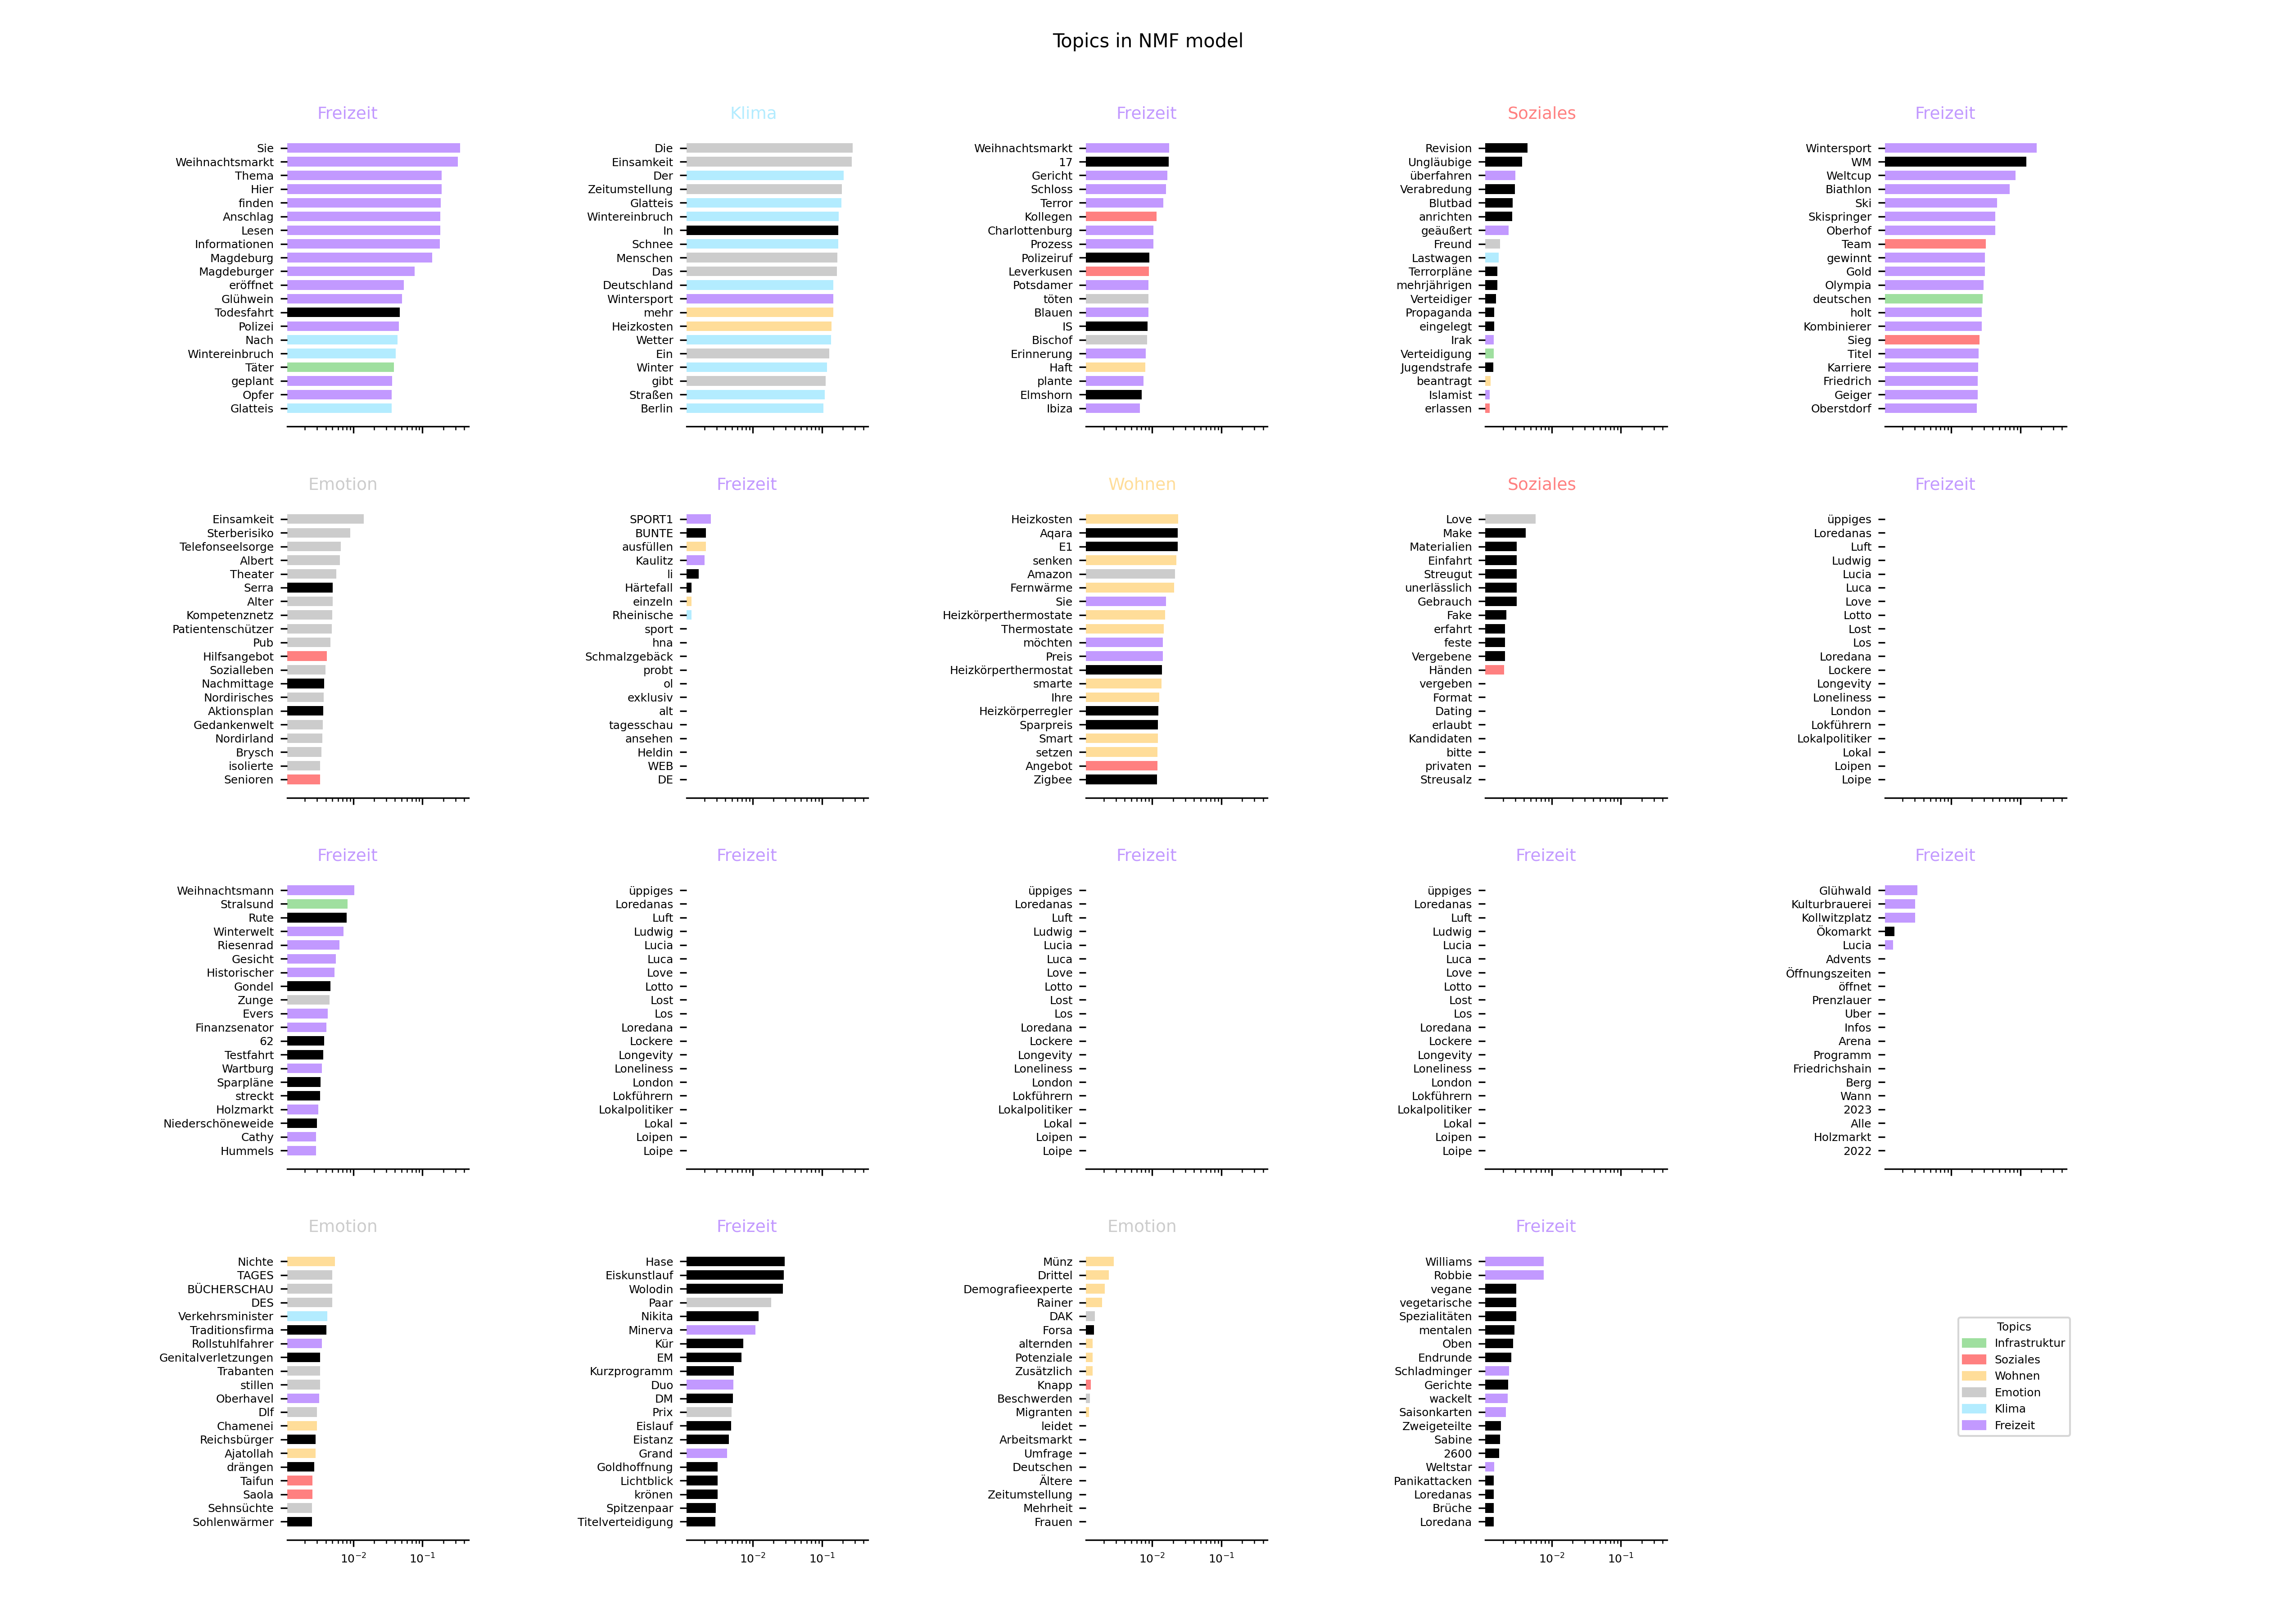 Topics in NMF model
Freizeit
Sie
Weihnachtsmarkt
Thema
Hier
finden
Anschlag
Lesen
Informationen
Magdeburg
Magdeburger
eröffnet
Glühwein
Todesfahrt
Polizei
Nach
Wintereinbruch
Täter
geplant
Opfer
Glatteis
Klima
Die
Einsamkeit
Der
Zeitumstellung
Glatteis
Wintereinbruch
In
Schnee
Menschen
Das
Deutschland
Wintersport
mehr
Heizkosten
Wetter
Ein
Winter
gibt
Straßen
Berlin
Freizeit
Weihnachtsmarkt
17
Gericht
Schloss
Terror
Kollegen
Charlottenburg
Prozess
Polizeiruf
Leverkusen
Potsdamer
töten
Blauen
IS
Bischof
Erinnerung
Haft
plante
Elmshorn
Ibiza
Soziales
Revision
Ungläubige
überfahren
Verabredung
Blutbad
anrichten
geäußert
Freund
Lastwagen
Terrorpläne
mehrjährigen
Verteidiger
Propaganda
eingelegt
Irak
Verteidigung
Jugendstrafe
beantragt
Islamist
erlassen
Freizeit
Wintersport
WM
Weltcup
Biathlon
Ski
Skispringer
Oberhof
Team
gewinnt
Gold
Olympia
deutschen
holt
Kombinierer
Sieg
Titel
Karriere
Friedrich
Geiger
Oberstdorf
Emotion
Einsamkeit
Sterberisiko
Telefonseelsorge
Albert
Theater
Serra
Alter
Kompetenznetz
Patientenschützer
Pub
Hilfsangebot
Sozialleben
Nachmittage
Nordirisches
Aktionsplan
Gedankenwelt
Nordirland
Brysch
isolierte
Senioren
Freizeit
SPORT1
BUNTE
ausfüllen
Kaulitz
li
Härtefall
einzeln
Rheinische
sport
hna
Schmalzgebäck
probt
ol
exklusiv
alt
tagesschau
ansehen
Heldin
WEB
DE
Wohnen
Heizkosten
Aqara
E1
senken
Amazon
Fernwärme
Sie
Heizkörperthermostate
Thermostate
möchten
Preis
Heizkörperthermostat
smarte
Ihre
Heizkörperregler
Sparpreis
Smart
setzen
Angebot
Zigbee
Soziales
Love
Make
Materialien
Einfahrt
Streugut
unerlässlich
Gebrauch
Fake
erfahrt
feste
Vergebene
Händen
vergeben
Format
Dating
erlaubt
Kandidaten
bitte
privaten
Streusalz
Freizeit
üppiges
Loredanas
Luft
Ludwig
Lucia
Luca
Love
Lotto
Lost
Los
Loredana
Lockere
Longevity
Loneliness
London
Lokführern
Lokalpolitiker
Lokal
Loipen
Loipe
Freizeit
Weihnachtsmann
Stralsund
Rute
Winterwelt
Riesenrad
Gesicht
Historischer
Gondel
Zunge
Evers
Finanzsenator
62
Testfahrt
Wartburg
Sparpläne
streckt
Holzmarkt
Niederschöneweide
Cathy
Hummels
Freizeit
üppiges
Loredanas
Luft
Ludwig
Lucia
Luca
Love
Lotto
Lost
Los
Loredana
Lockere
Longevity
Loneliness
London
Lokführern
Lokalpolitiker
Lokal
Loipen
Loipe
Freizeit
üppiges
Loredanas
Luft
Ludwig
Lucia
Luca
Love
Lotto
Lost
Los
Loredana
Lockere
Longevity
Loneliness
London
Lokführern
Lokalpolitiker
Lokal
Loipen
Loipe
Freizeit
üppiges
Loredanas
Luft
Ludwig
Lucia
Luca
Love
Lotto
Lost
Los
Loredana
Lockere
Longevity
Loneliness
London
Lokführern
Lokalpolitiker
Lokal
Loipen
Loipe
Freizeit
Glühwald
Kulturbrauerei
Kollwitzplatz
Ökomarkt
Lucia
Advents
Öffnungszeiten
öffnet
Prenzlauer
Uber
Infos
Arena
Programm
Friedrichshain
Berg
Wann
2023
Alle
Holzmarkt
2022
Emotion
Nichte
TAGES
BÜCHERSCHAU
DES
Verkehrsminister
Traditionsfirma
Rollstuhlfahrer
Genitalverletzungen
Trabanten
stillen
Oberhavel
Dlf
Chamenei
Reichsbürger
Ajatollah
drängen
Taifun
Saola
Sehnsüchte
Sohlenwärmer
10⁻² 10⁻¹
Freizeit
Hase
Eiskunstlauf
Wolodin
Paar
Nikita
Minerva
Kür
EM
Kurzprogramm
Duo
DM
Prix
Eislauf
Eistanz
Grand
Goldhoffnung
Lichtblick
krönen
Spitzenpaar
Titelverteidigung
10⁻² 10⁻¹
Emotion
Münz
Drittel
Demografieexperte
Rainer
DAK
Forsa
alternden
Potenziale
Zusätzlich
Knapp
Beschwerden
Migranten
leidet
Arbeitsmarkt
Umfrage
Deutschen
Ältere
Zeitumstellung
Mehrheit
Frauen
10⁻² 10⁻¹
Freizeit
Williams
Robbie
vegane
vegetarische
Spezialitäten
mentalen
Oben
Endrunde
Schladminger
Gerichte
wackelt
Saisonkarten
Zweigeteilte
Sabine
2600
Weltstar
Panikattacken
Loredanas
Brüche
Loredana
10⁻² 10⁻¹
Topics
Infrastruktur
Soziales
Wohnen
Emotion
Klima
Freizeit